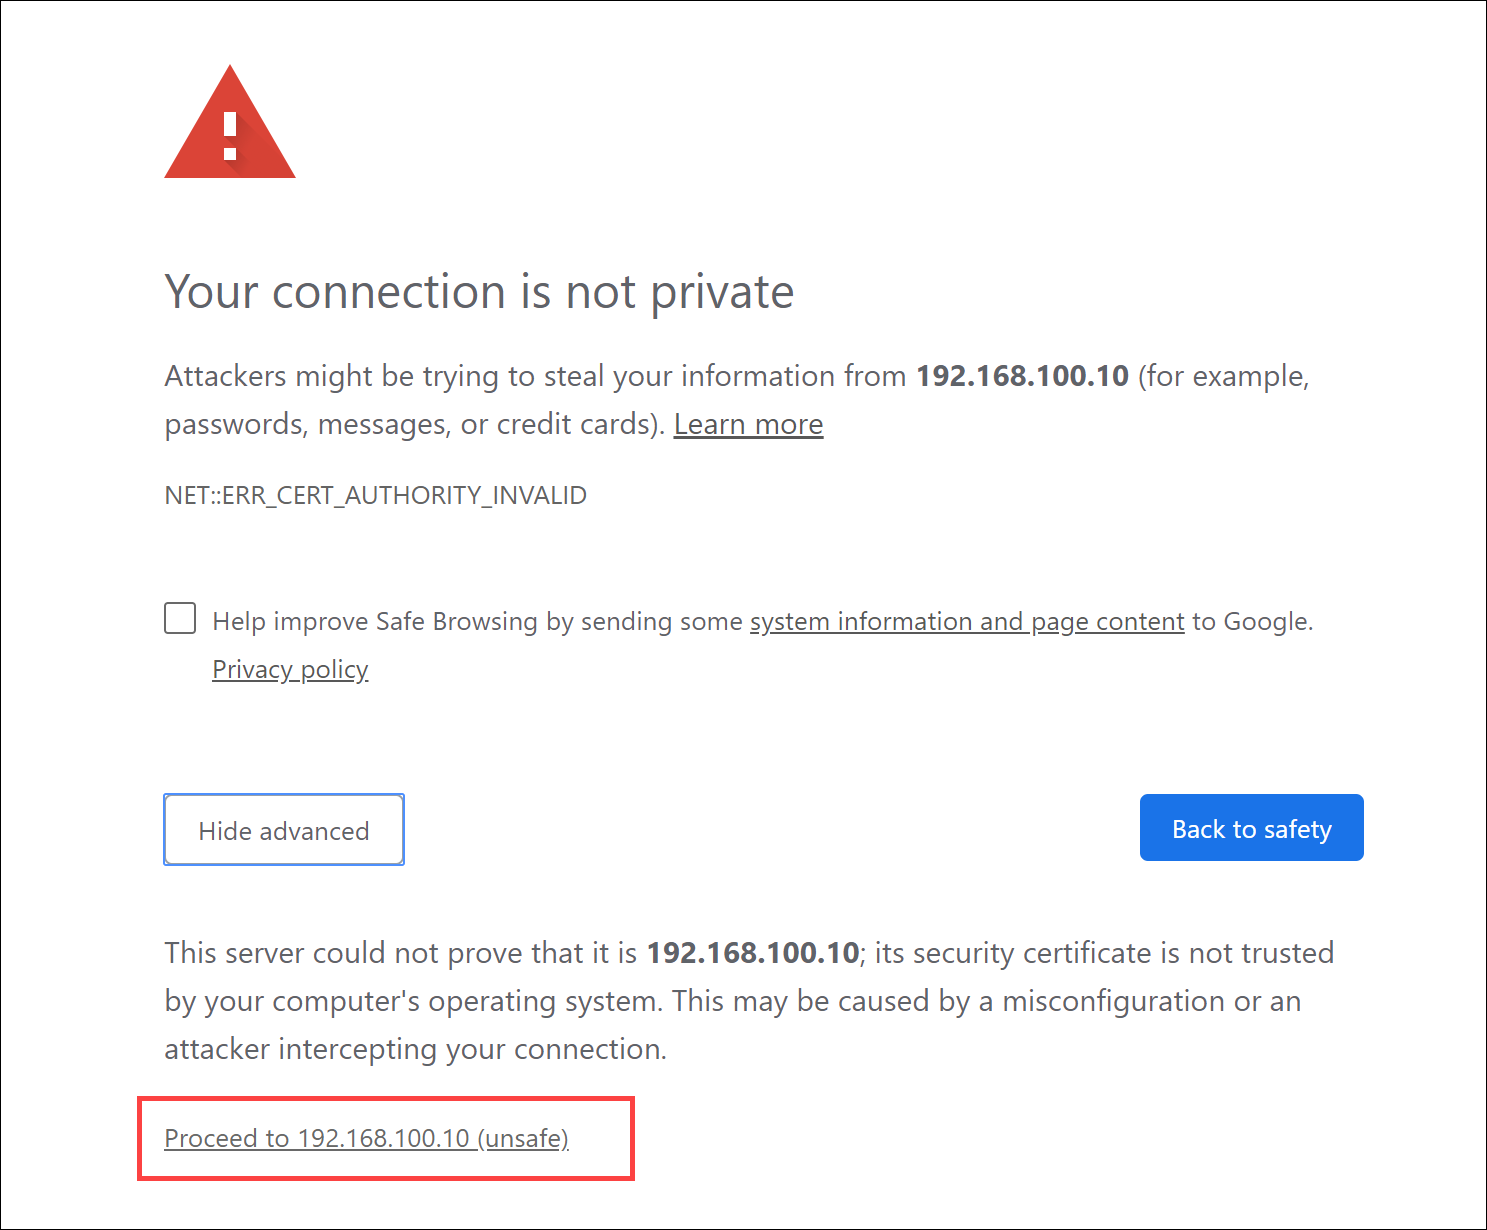 Your connection is not private
Attackers might be trying to steal your information from 192.168.100.10 (for example,
passwords, messages, or credit cards). Learn more
NET::ERR_CERT_AUTHORITY_INVALID
Help improve Safe Browsing by sending some system information and page content to Google.
Privacy policy
Hide advanced
Back to safety
This server could not prove that it is 192.168.100.10; its security certificate is not trusted
by your computer's operating system. This may be caused by a misconfiguration or an
attacker intercepting your connection.
Proceed to 192.168.100.10 (unsafe)